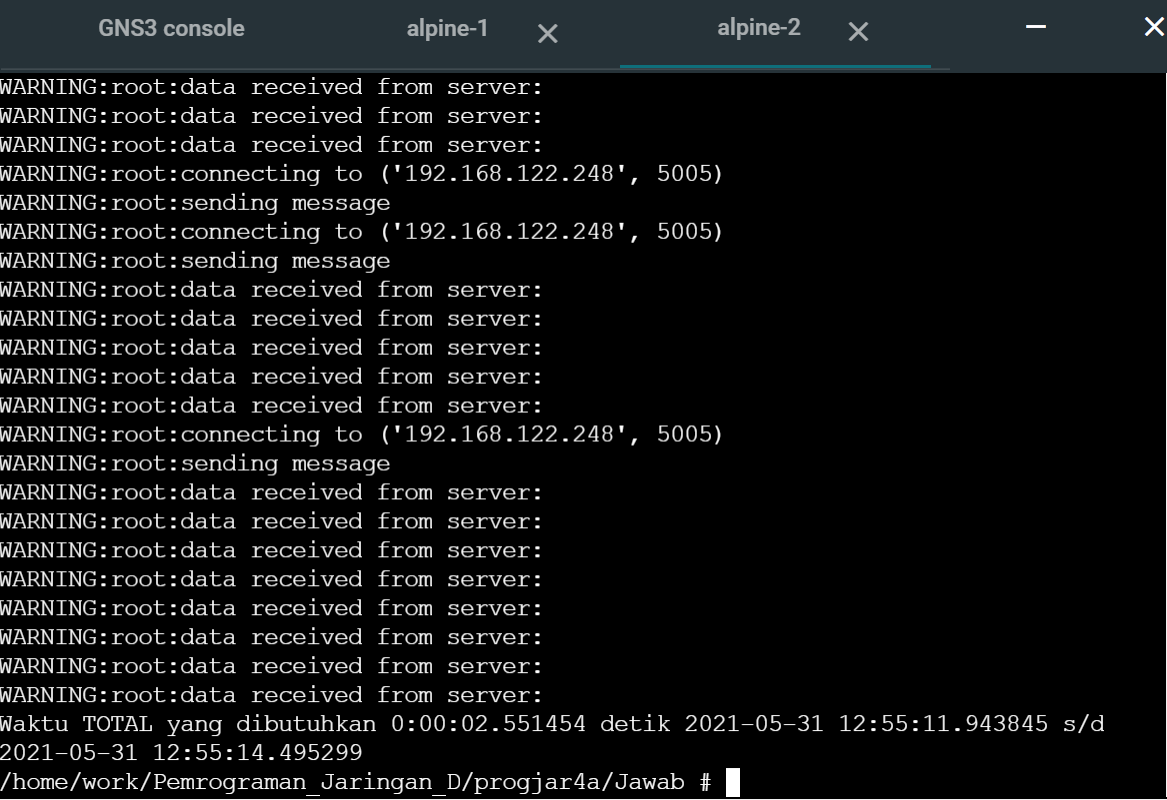 GNS3 console alpine-1 alpine-2
WARNING:root:data received from server:
WARNING:root:data received from server:
WARNING:root:data received from server:
WARNING:root:connecting to ('192.168.122.248', 5005)
WARNING:root:sending message
WARNING:root:connecting to ('192.168.122.248', 5005)
WARNING:root:sending message
WARNING:root:data received from server:
WARNING:root:data received from server:
WARNING:root:data received from server:
WARNING:root:data received from server:
WARNING:root:data received from server:
WARNING:root:connecting to ('192.168.122.248', 5005)
WARNING:root:sending message
WARNING:root:data received from server:
WARNING:root:data received from server:
WARNING:root:data received from server:
WARNING:root:data received from server:
WARNING:root:data received from server:
WARNING:root:data received from server:
WARNING:root:data received from server:
WARNING:root:data received from server:
Waktu TOTAL yang dibutuhkan 0:00:02.551454 detik 2021-05-31 12:55:11.943845 s/d
2021-05-31 12:55:14.495299
/home/work/Pemrograman_Jaringan_D/progjar4a/Jawab #